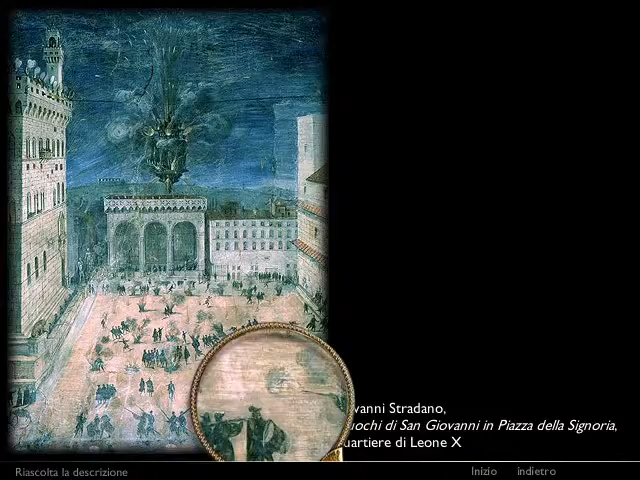 vanni Stradano,
uochi di San Giovanni in Piazza della Signoria,
uartiere di Leone X
Riascolta la descrizione
Inizio indietro